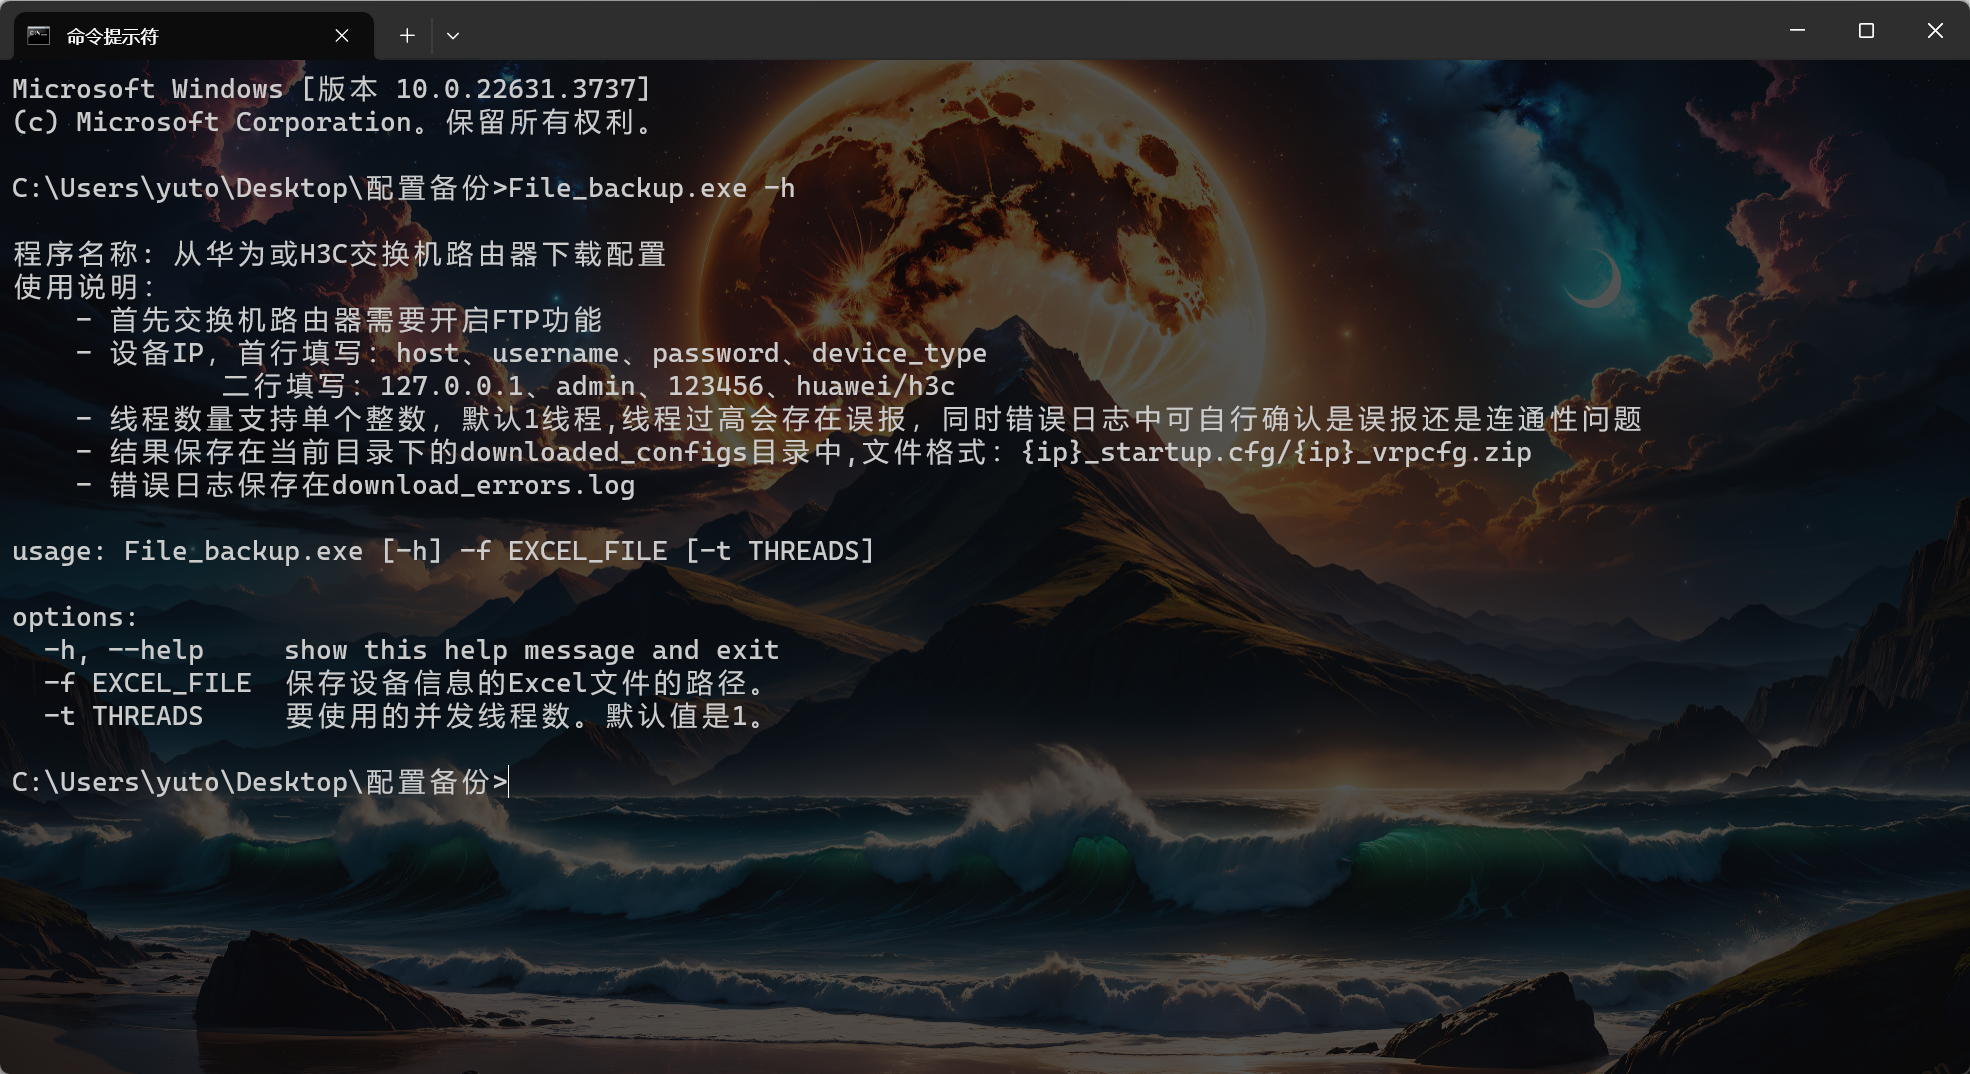 命令提示符
Microsoft Windows [版本 10.0.22631.3737]
(c) Microsoft Corporation。保留所有权利。
C:\Users\yuto\Desktop\配置备份>File_backup.exe -h
程序名称：从华为或H3C交换机路由器下载配置
使用说明：
- 首先交换机路由器需要开启FTP功能
- 设备IP，首行填写：host、username、password、device_type
二行填写：127.0.0.1、admin、123456、huawei/h3c
- 线程数量支持单个整数，默认1线程,线程过高会存在误报，同时错误日志中可自行确认是误报还是连通性问题
- 结果保存在当前目录下的downloaded_configs目录中,文件格式：{ip}_startup.cfg/{ip}_vrpcfg.zip
- 错误日志保存在download_errors.log
usage: File_backup.exe [-h] -f EXCEL_FILE [-t THREADS]
options:
-h, --help     show this help message and exit
-f EXCEL_FILE  保存设备信息的Excel文件的路径。
-t THREADS     要使用的并发线程数。默认值是1。
C:\Users\yuto\Desktop\配置备份>